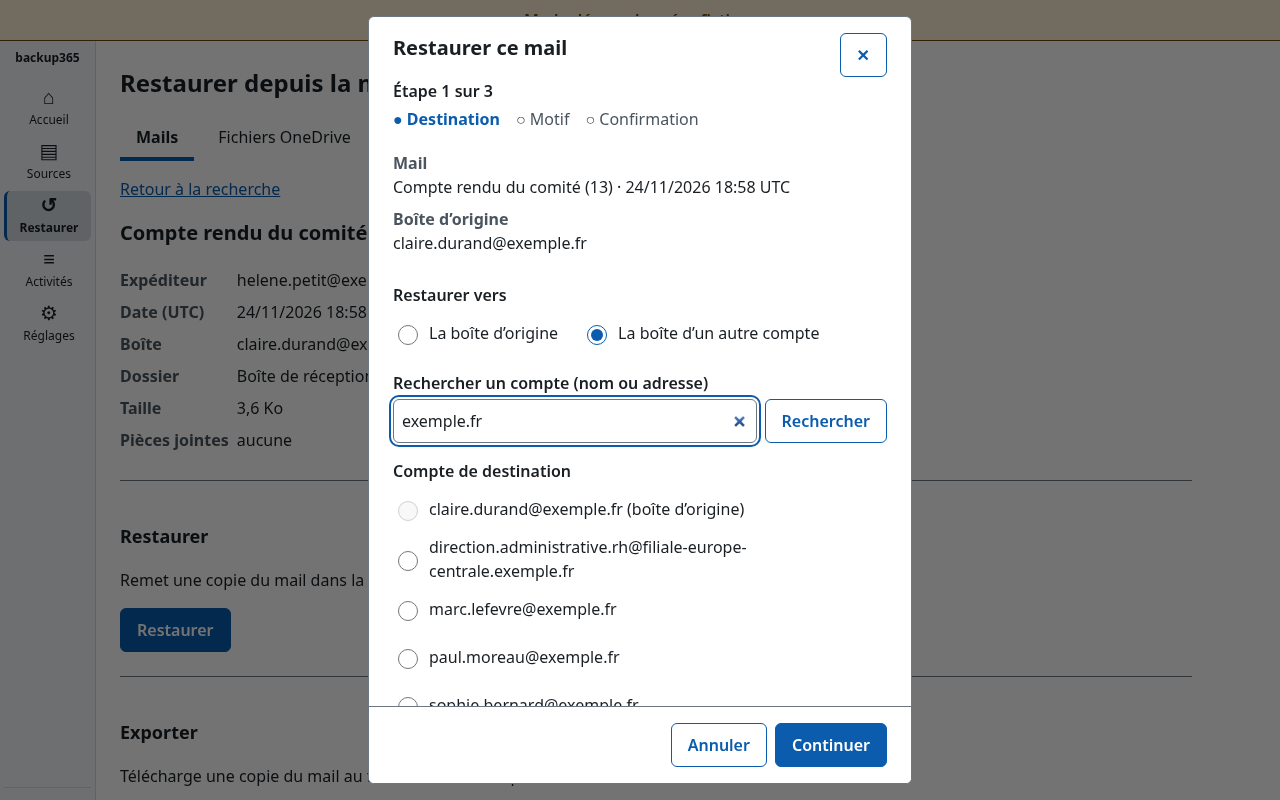 backup365
Accueil
Sources
Restaurer
Activités
Réglages
Restaurer depuis la
Mails
Fichiers OneDrive
Retour à la recherche
Compte rendu du comité
Expéditeur helene.petit@exe
Date (UTC) 24/11/2026 18:58
Boîte claire.durand@ex
Dossier Boîte de réception
Taille 3,6 Ko
Pièces jointes aucune
Restaurer
Remet une copie du mail dans la
Restaurer
Exporter
Télécharge une copie du mail au
Restaurer ce mail
×
Étape 1 sur 3
● Destination ○ Motif ○ Confirmation
Mail
Compte rendu du comité (13) · 24/11/2026 18:58 UTC
Boîte d’origine
claire.durand@exemple.fr
Restaurer vers
La boîte d’origine La boîte d’un autre compte
Rechercher un compte (nom ou adresse)
exemple.fr × Rechercher
Compte de destination
claire.durand@exemple.fr (boîte d’origine)
direction.administrative.rh@filiale-europe-
centrale.exemple.fr
marc.lefevre@exemple.fr
paul.moreau@exemple.fr
sophie.bernard@exemple.fr
Annuler Continuer